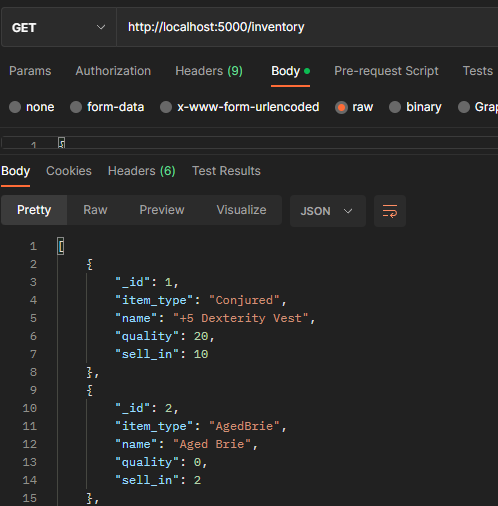 GET http://localhost:5000/inventory
Params Authorization Headers (9) Body Pre-request Script Tests
none form-data x-www-form-urlencoded raw binary Grap
1 {
Body Cookies Headers (6) Test Results
Pretty Raw Preview Visualize JSON
1 [
2 {
3 "_id": 1,
4 "item_type": "Conjured",
5 "name": "+5 Dexterity Vest",
6 "quality": 20,
7 "sell_in": 10
8 },
9 {
10 "_id": 2,
11 "item_type": "AgedBrie",
12 "name": "Aged Brie",
13 "quality": 0,
14 "sell_in": 2
15 },